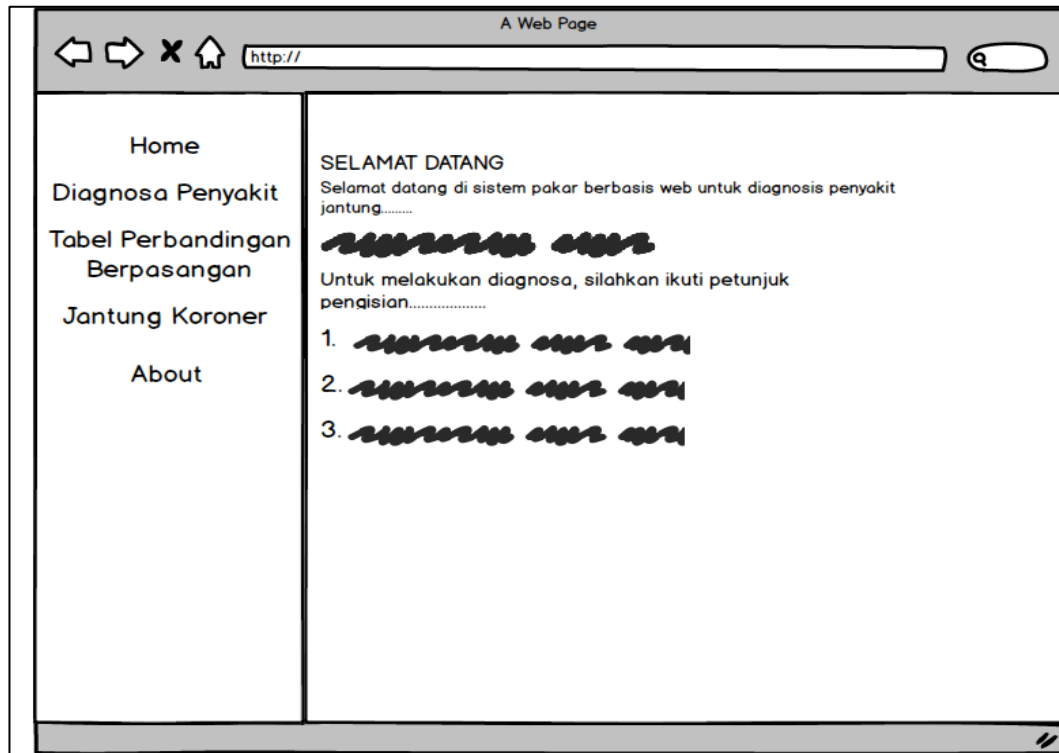 A Web Page
http://
Home
Diagnosa Penyakit
Tabel Perbandingan
Berpasangan
Jantung Koroner
About
SELAMAT DATANG
Selamat datang di sistem pakar berbasis web untuk diagnosis penyakit
jantung.........
Untuk melakukan diagnosa, silahkan ikuti petunjuk
pengisian...................
1.
2.
3.